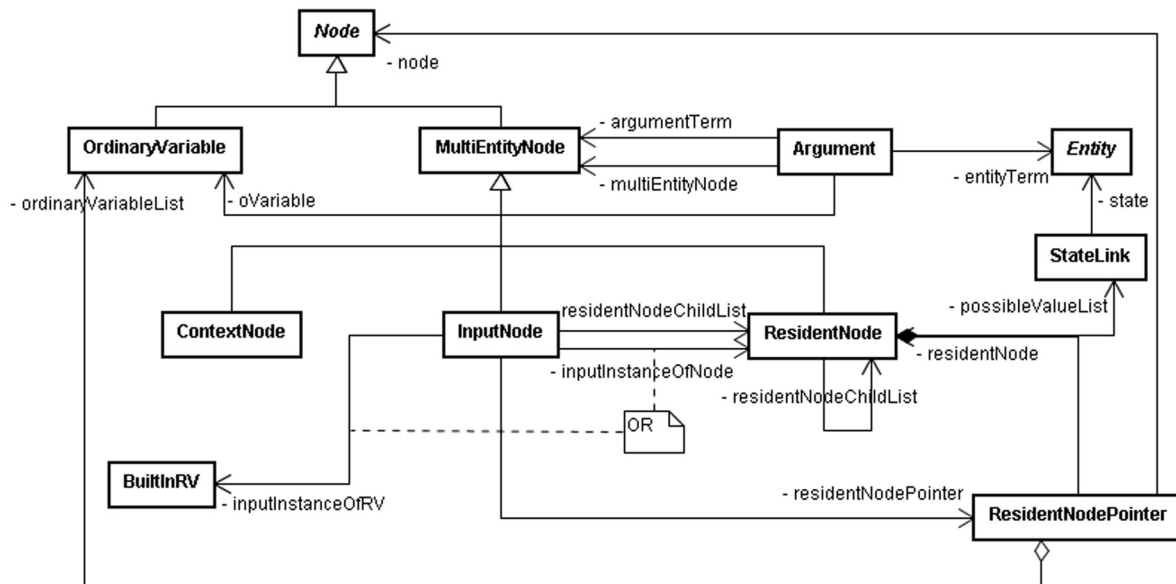 Node
- node
OrdinaryVariable
MultiEntityNode
- argumentTerm
Argument
Entity
- multiEntityNode
- entityTerm
- ordinaryVariableList
- oVariable
- state
StateLink
- possibleValueList
ContextNode
InputNode
residentNodeChildList
ResidentNode
- inputInstanceOfNode
- residentNode
- residentNodeChildList
OR
BuiltInRV
- inputInstanceOfRV
- residentNodePointer
ResidentNodePointer